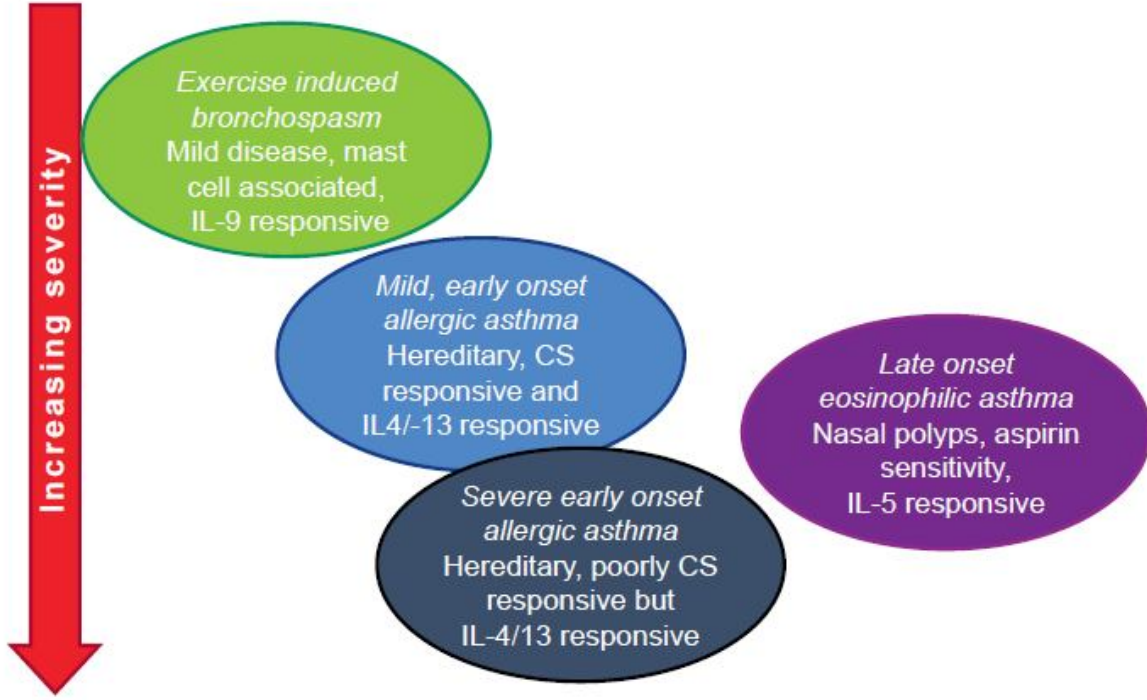 Increasing severity
Exercise induced
bronchospasm
Mild disease, mast
cell associated,
IL-9 responsive
Mild, early onset
allergic asthma
Hereditary, CS
responsive and
IL4/-13 responsive
Late onset
eosinophilic asthma
Nasal polyps, aspirin
sensitivity,
IL-5 responsive
Severe early onset
allergic asthma
Hereditary, poorly CS
responsive but
IL-4/13 responsive